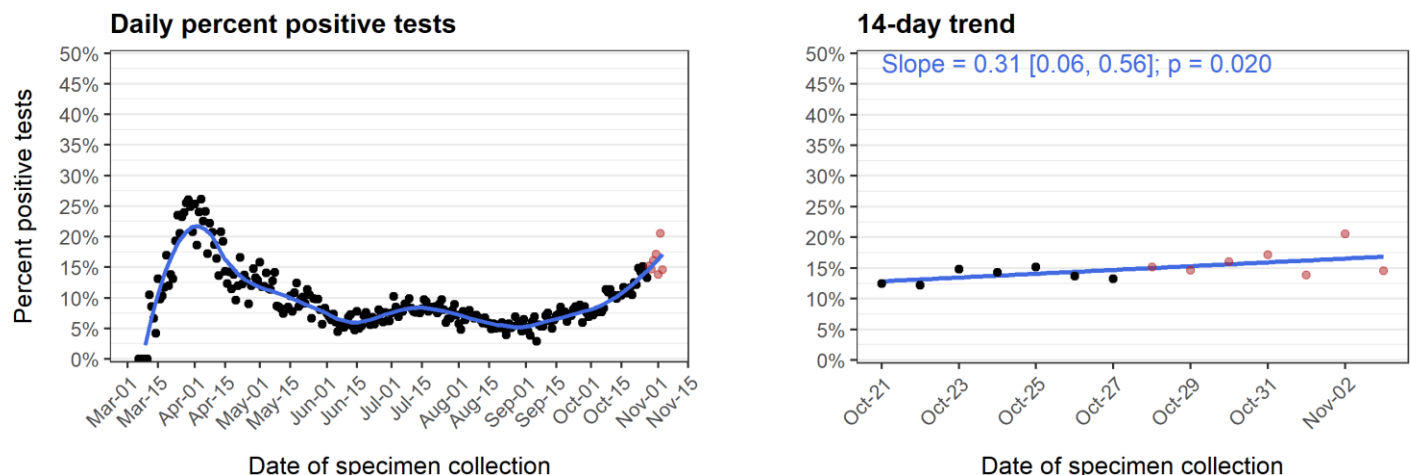 Daily percent positive tests
Percent positive tests
50%
45%
40%
35%
30%
25%
20%
15%
10%
5%
0%
Mar-01
Mar-15
Apr-01
Apr-15
May-01
May-15
Jun-01
Jun-15
Jul-01
Jul-15
Aug-01
Aug-15
Sep-01
Sep-15
Oct-01
Oct-15
Nov-01
Nov-15
Date of specimen collection
14-day trend
Slope = 0.31 [0.06, 0.56]; p = 0.020
50%
45%
40%
35%
30%
25%
20%
15%
10%
5%
0%
Oct-21
Oct-23
Oct-25
Oct-27
Oct-29
Oct-31
Nov-02
Date of specimen collection